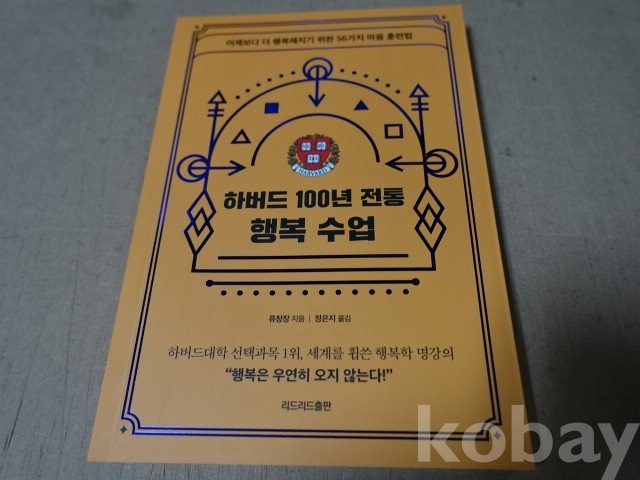 어제보다 더 행복해지기 위한 56가지 마음 훈련법
HARVARD
하버드 100년 전통
행복 수업
류창장 지음 | 정은지 옮김
하버드대학 선택과목 1위, 세계를 휩쓴 행복학 명강의
“행복은 우연히 오지 않는다!”
리드리드출판
kobay